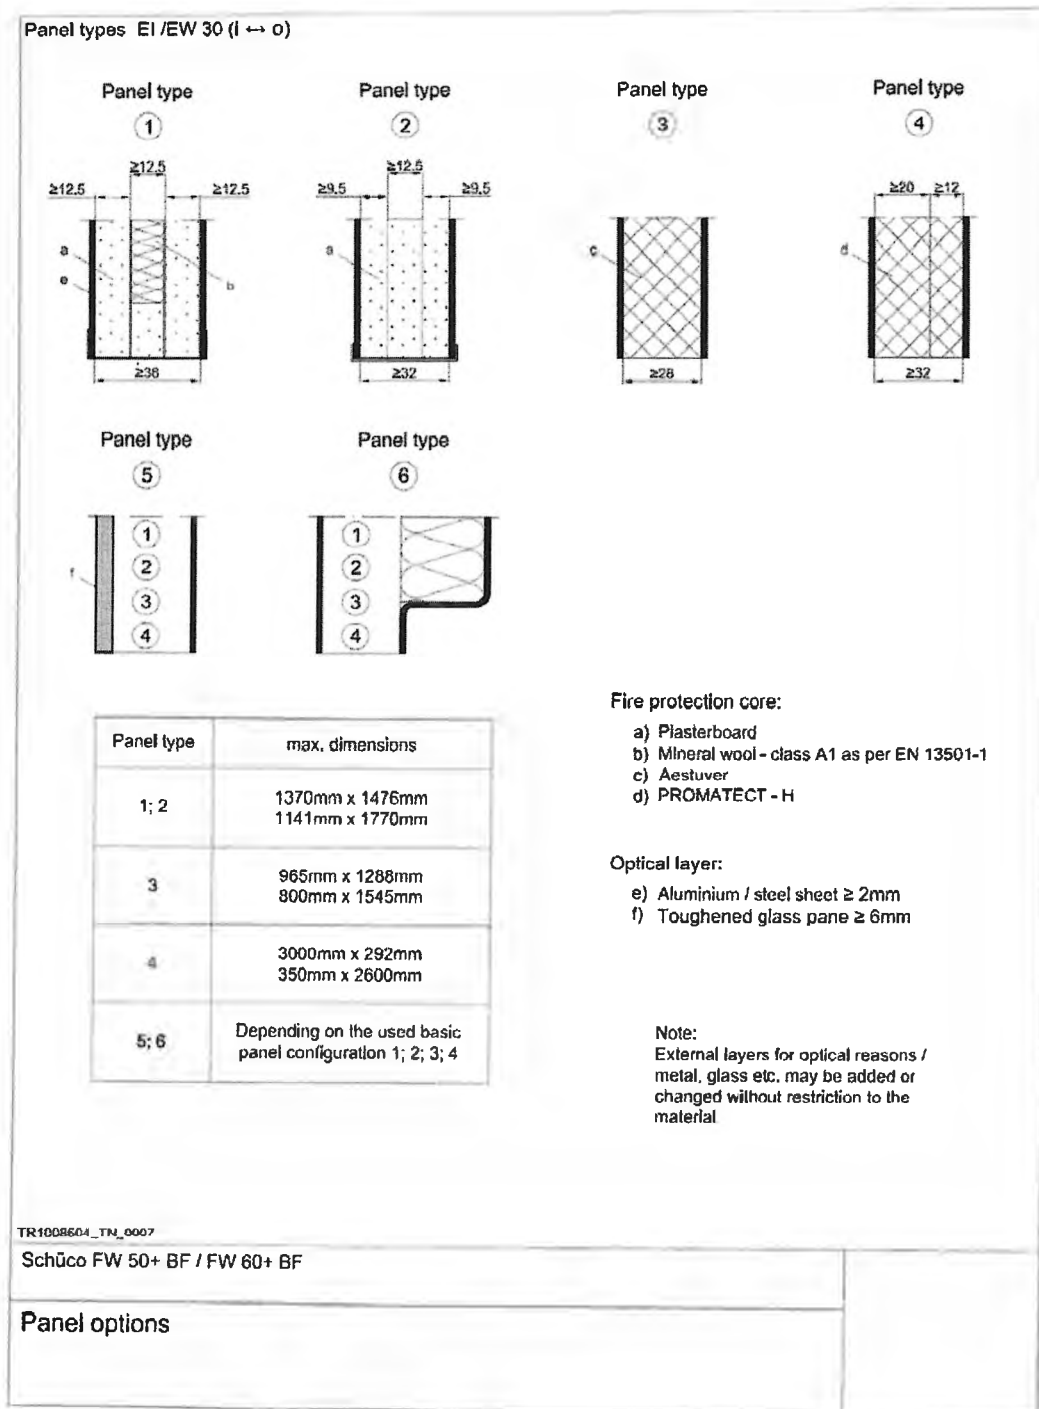 Panel types EI /EW 30 (i ↔ o)
Panel type
Panel type
Panel type
Panel type
1
2
3
4
≥12.5
≥12.5
≥12.5
≥12.5
≥9.5
≥9.5
≥20
≥12
a
e
b
a
c
d
≥38
≥32
≥28
≥32
Panel type
Panel type
5
6
1
2
3
4
f
1
2
3
4
Panel type
max. dimensions
1; 2
1370mm x 1476mm
1141mm x 1770mm
3
965mm x 1288mm
800mm x 1545mm
4
3000mm x 292mm
350mm x 2600mm
5; 6
Depending on the used basic
panel configuration 1; 2; 3; 4
Fire protection core:
a) Plasterboard
b) Mineral wool - class A1 as per EN 13501-1
c) Aestuver
d) PROMATECT - H
Optical layer:
e) Aluminium / steel sheet ≥ 2mm
f) Toughened glass pane ≥ 6mm
Note:
External layers for optical reasons /
metal, glass etc. may be added or
changed without restriction to the
material
TR1008604_TN_0007
Schüco FW 50+ BF / FW 60+ BF
Panel options